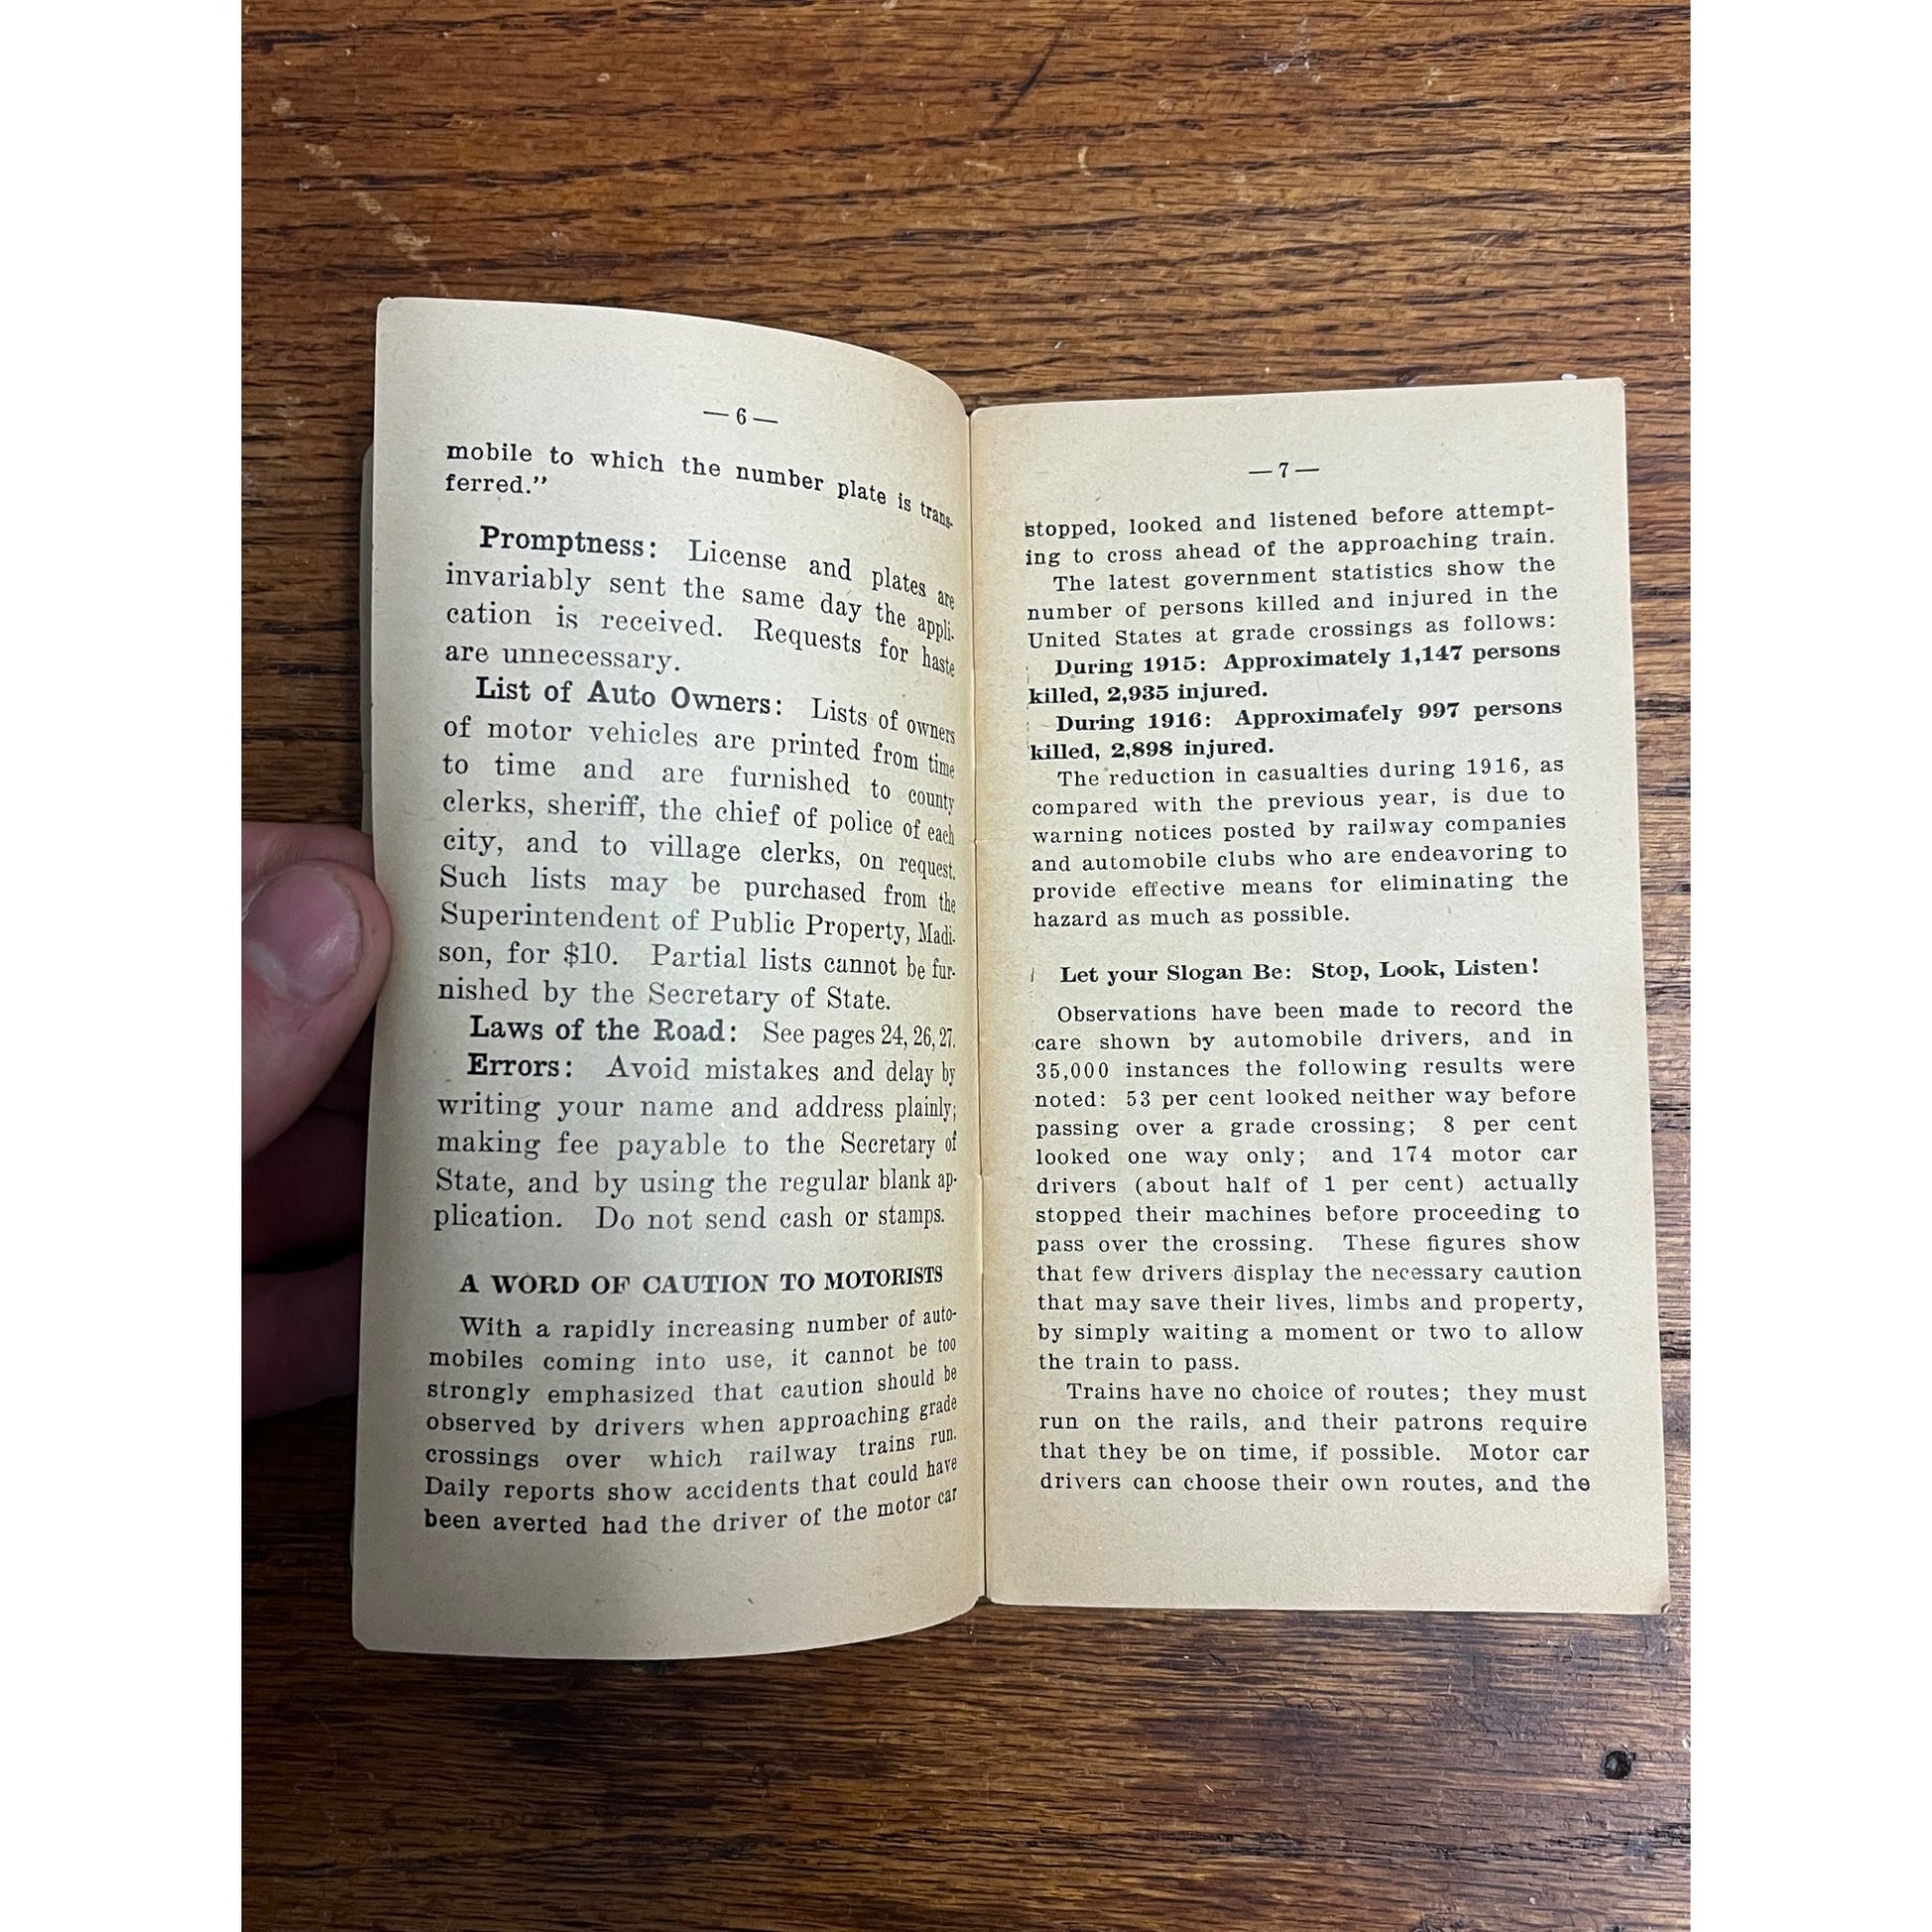 — 6 —
mobile to which the number plate is trans-
ferred.”
Promptness: License and plates are
invariably sent the same day the appli-
cation is received. Requests for haste
are unnecessary.
List of Auto Owners: Lists of owners
of motor vehicles are printed from time
to time and are furnished to county
clerks, sheriff, the chief of police of each
city, and to village clerks, on request.
Such lists may be purchased from the
Superintendent of Public Property, Madi-
son, for $10. Partial lists cannot be fur-
nished by the Secretary of State.
Laws of the Road: See pages 24, 26, 27.
Errors: Avoid mistakes and delay by
writing your name and address plainly;
making fee payable to the Secretary of
State, and by using the regular blank ap-
plication. Do not send cash or stamps.
A WORD OF CAUTION TO MOTORISTS
With a rapidly increasing number of auto-
mobiles coming into use, it cannot be too
strongly emphasized that caution should be
observed by drivers when approaching grade
crossings over which railway trains run.
Daily reports show accidents that could have
been averted had the driver of the motor car
— 7 —
stopped, looked and listened before attempt-
ing to cross ahead of the approaching train.
The latest government statistics show the
number of persons killed and injured in the
United States at grade crossings as follows:
During 1915: Approximately 1,147 persons
killed, 2,935 injured.
During 1916: Approximately 997 persons
killed, 2,898 injured.
The reduction in casualties during 1916, as
compared with the previous year, is due to
warning notices posted by railway companies
and automobile clubs who are endeavoring to
provide effective means for eliminating the
hazard as much as possible.
Let your Slogan Be: Stop, Look, Listen!
Observations have been made to record the
care shown by automobile drivers, and in
35,000 instances the following results were
noted: 53 per cent looked neither way before
passing over a grade crossing; 8 per cent
looked one way only; and 174 motor car
drivers (about half of 1 per cent) actually
stopped their machines before proceeding to
pass over the crossing. These figures show
that few drivers display the necessary caution
that may save their lives, limbs and property,
by simply waiting a moment or two to allow
the train to pass.
Trains have no choice of routes; they must
run on the rails, and their patrons require
that they be on time, if possible. Motor car
drivers can choose their own routes, and the